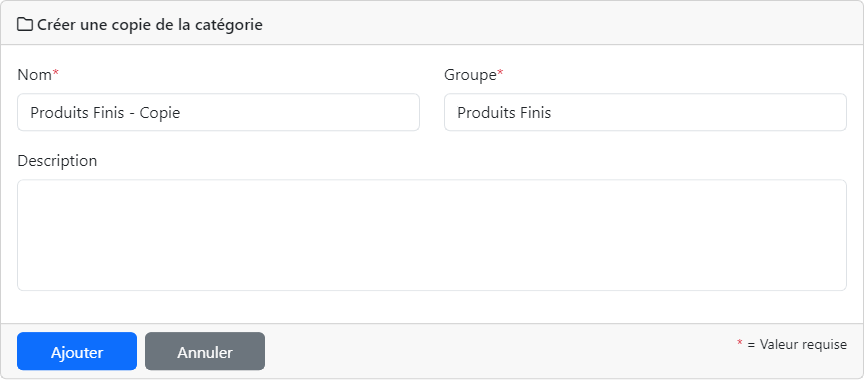 Créer une copie de la catégorie
Nom*
Groupe*
Produits Finis - Copie
Produits Finis
Description
Ajouter
Annuler
* = Valeur requise